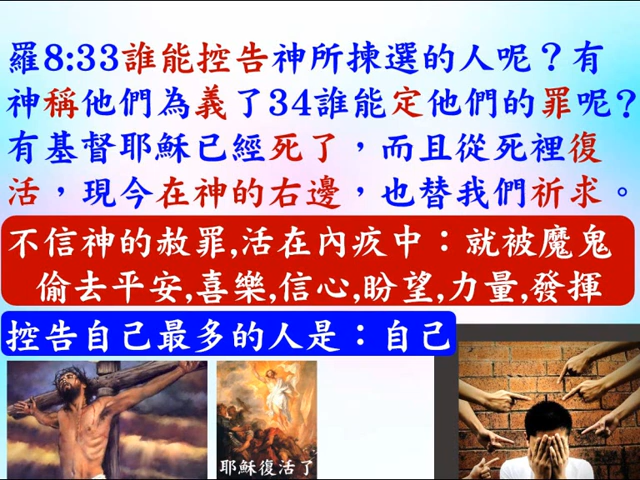 羅8:33誰能控告神所揀選的人呢？有
神稱他們為義了34誰能定他們的罪呢?
有基督耶穌已經死了，而且從死裡復
活，現今在神的右邊，也替我們祈求。
不信神的赦罪,活在內疚中：就被魔鬼
偷去平安,喜樂,信心,盼望,力量,發揮
控告自己最多的人是：自己
耶穌復活了